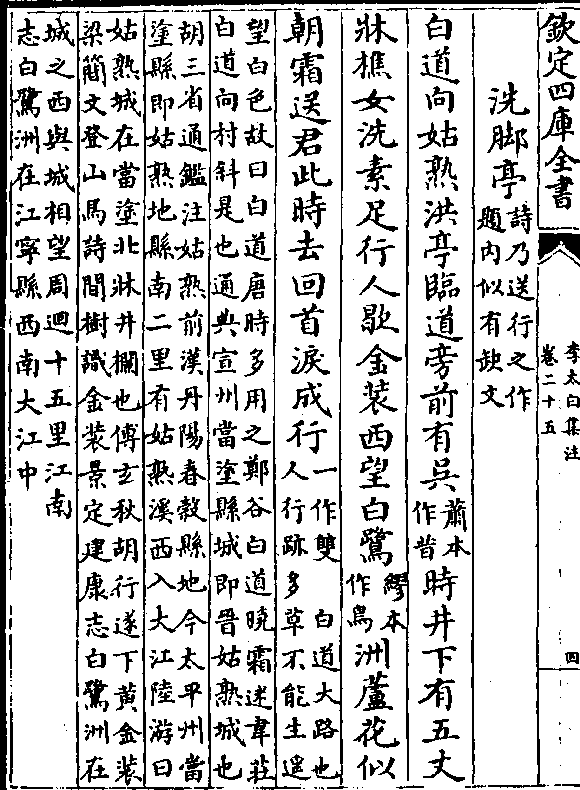 欽定四庫全書
李太白集注
卷二十五
四
洗脚亭
詩乃送行之作
題内似有缺文
白道向姑熟洪亭臨道旁前有吳
蕭本
作昔
時井下有五丈
牀樵女洗素足行人歇金装西望白鷺
繆本
作鳥
洲蘆花似
朝霜送君此時去回首淚成行
一作雙 白道大路也
人行跡多草不能生遥
望白色故曰白道唐時多用之鄭谷白道曉霜迷韋莊
白道向村斜是也通典宣州當塗縣城即晉姑熟城也
胡三省通鑑注姑熟前漢丹陽春榖縣地今太平州當
塗縣即姑熟地縣南二里有姑熟溪西入大江陸游曰
姑熟城在當塗北牀井欄也傅玄秋胡行遂下黄金装
梁簡文登山馬詩間樹識金装景定建康志白鷺洲在
城之西與城相望周迴十五里江南
志白鷺洲在江寧縣西南大江中